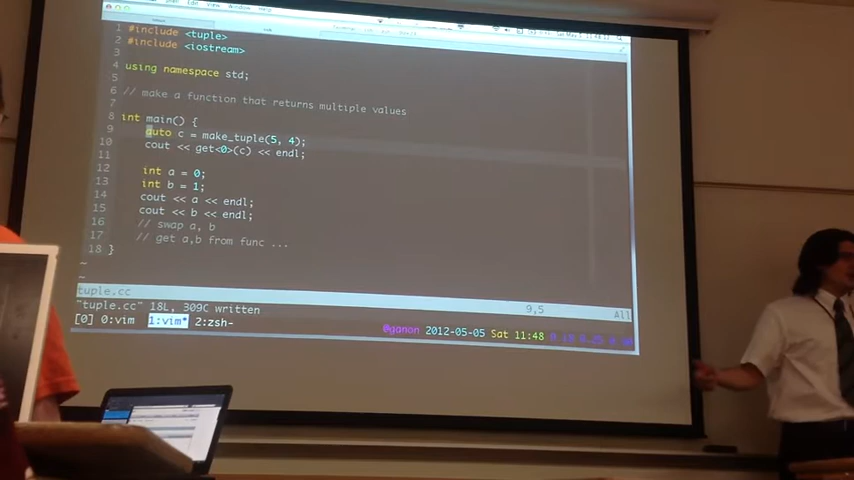 View Window Help
1 #include <tuple>
2 #include <iostream>
3
4 using namespace std;
5
6 // make a function that returns multiple values
7
8 int main() {
9 auto c = make_tuple(5, 4);
10 cout << get<0>(c) << endl;
11
12 int a = 0;
13 int b = 1;
14 cout << a << endl;
15 cout << b << endl;
16 // swap a, b
17 // get a,b from func ...
18 }
~
~
tuple.cc 9,5 All
"tuple.cc" 18L, 309C written
[0] 0:vim 1:vim* 2:zsh- @ganon 2012-05-05 Sat 11:48